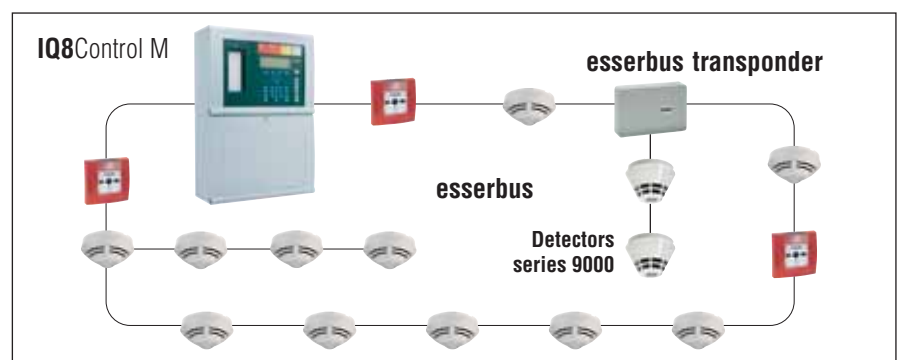 IQ8Control M
esserbus transponder
esserbus
Detectors
series 9000